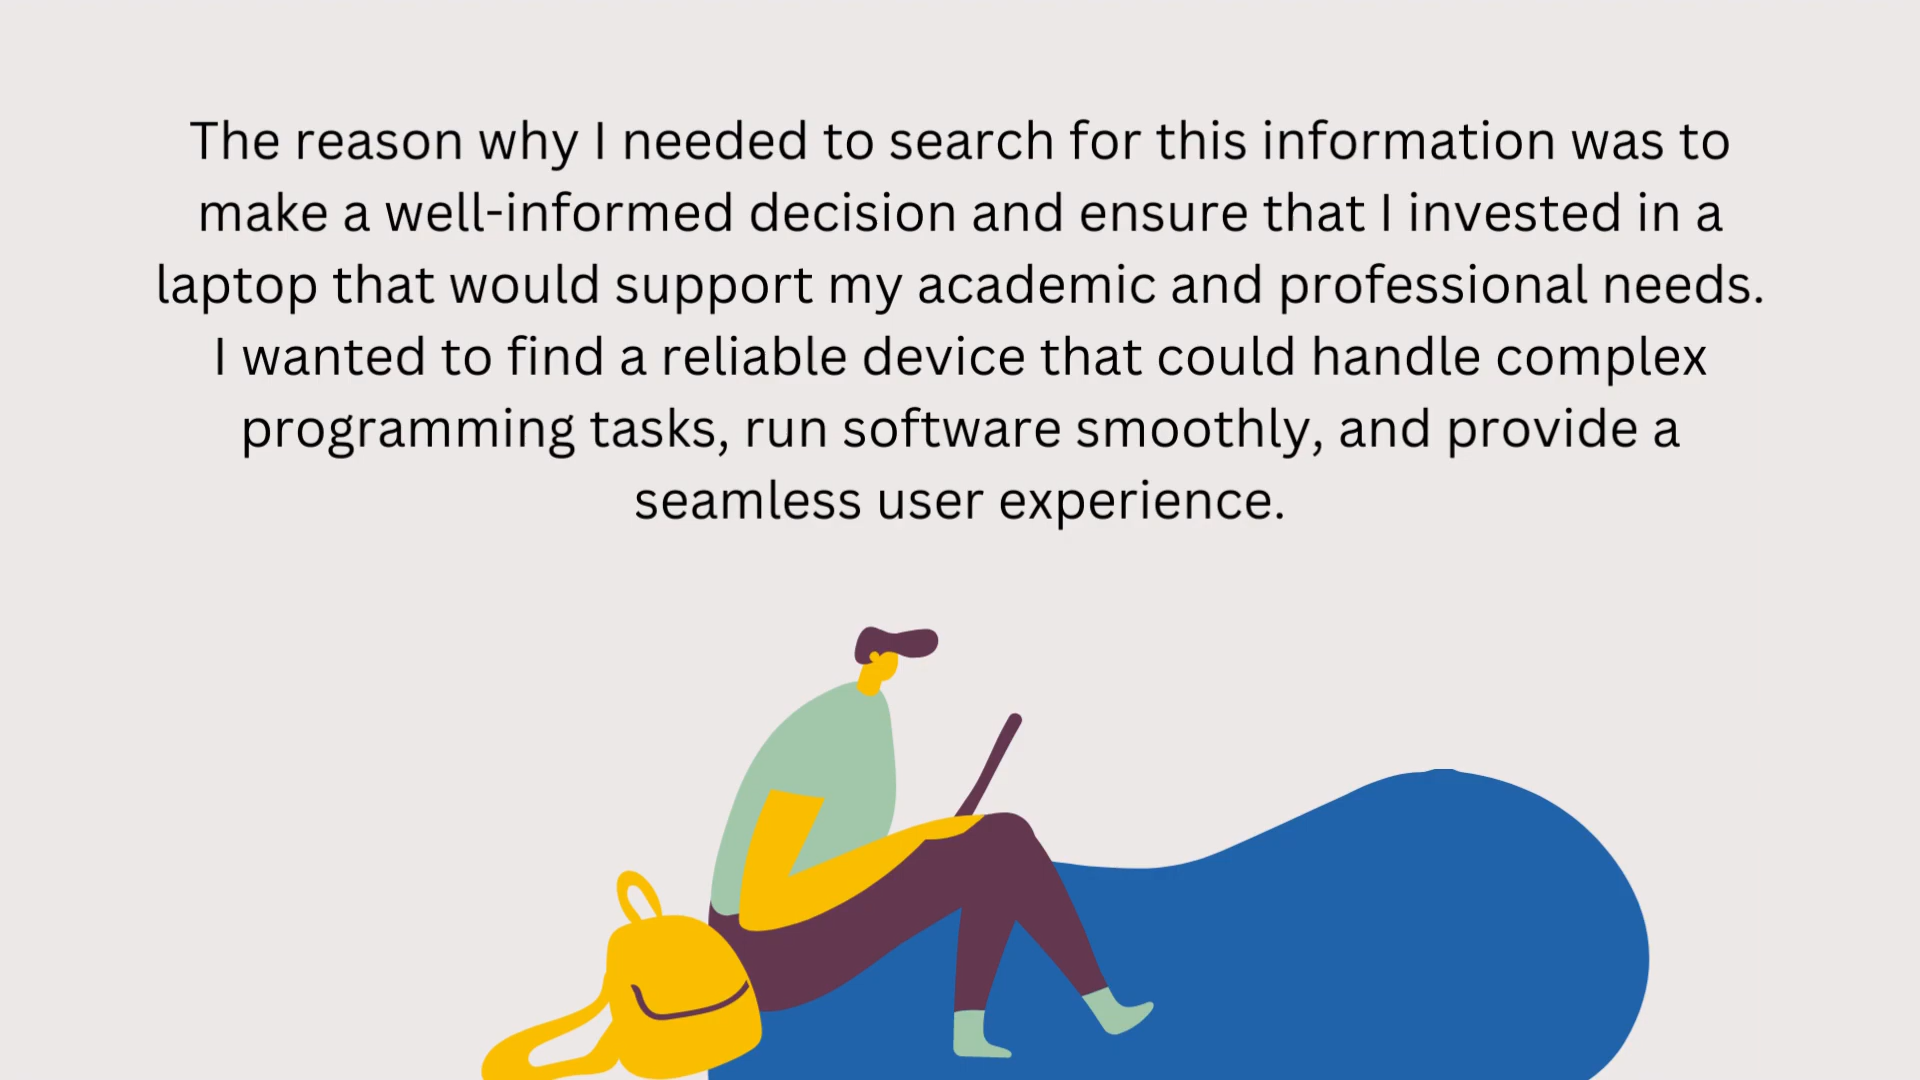 The reason why I needed to search for this information was to
make a well-informed decision and ensure that I invested in a
laptop that would support my academic and professional needs.
I wanted to find a reliable device that could handle complex
programming tasks, run software smoothly, and provide a
seamless user experience.